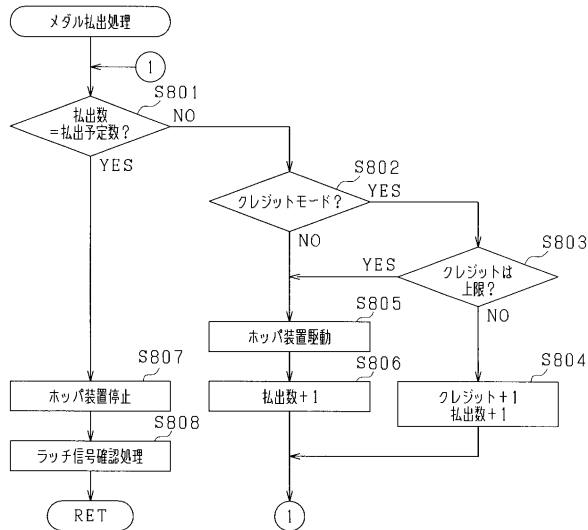 メダル払出処理
1
S801
払出数
=払出予定数?
NO
YES
S802
クレジットモード?
YES
NO
S803
クレジットは
上限?
YES
NO
S805
ホッパ装置駆動
S806
払出数+1
S804
クレジット+1
払出数+1
S807
ホッパ装置停止
S808
ラッチ信号確認処理
RET
1